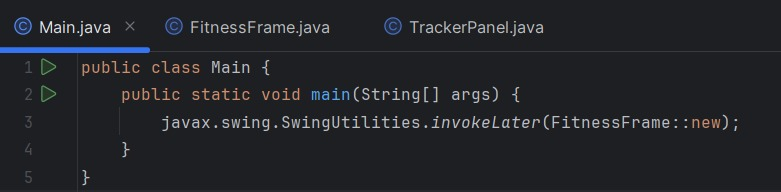 Main.java × FitnessFrame.java TrackerPanel.java
1 public class Main {
2     public static void main(String[] args) {
3         javax.swing.SwingUtilities.invokeLater(FitnessFrame::new);
4     }
5 }